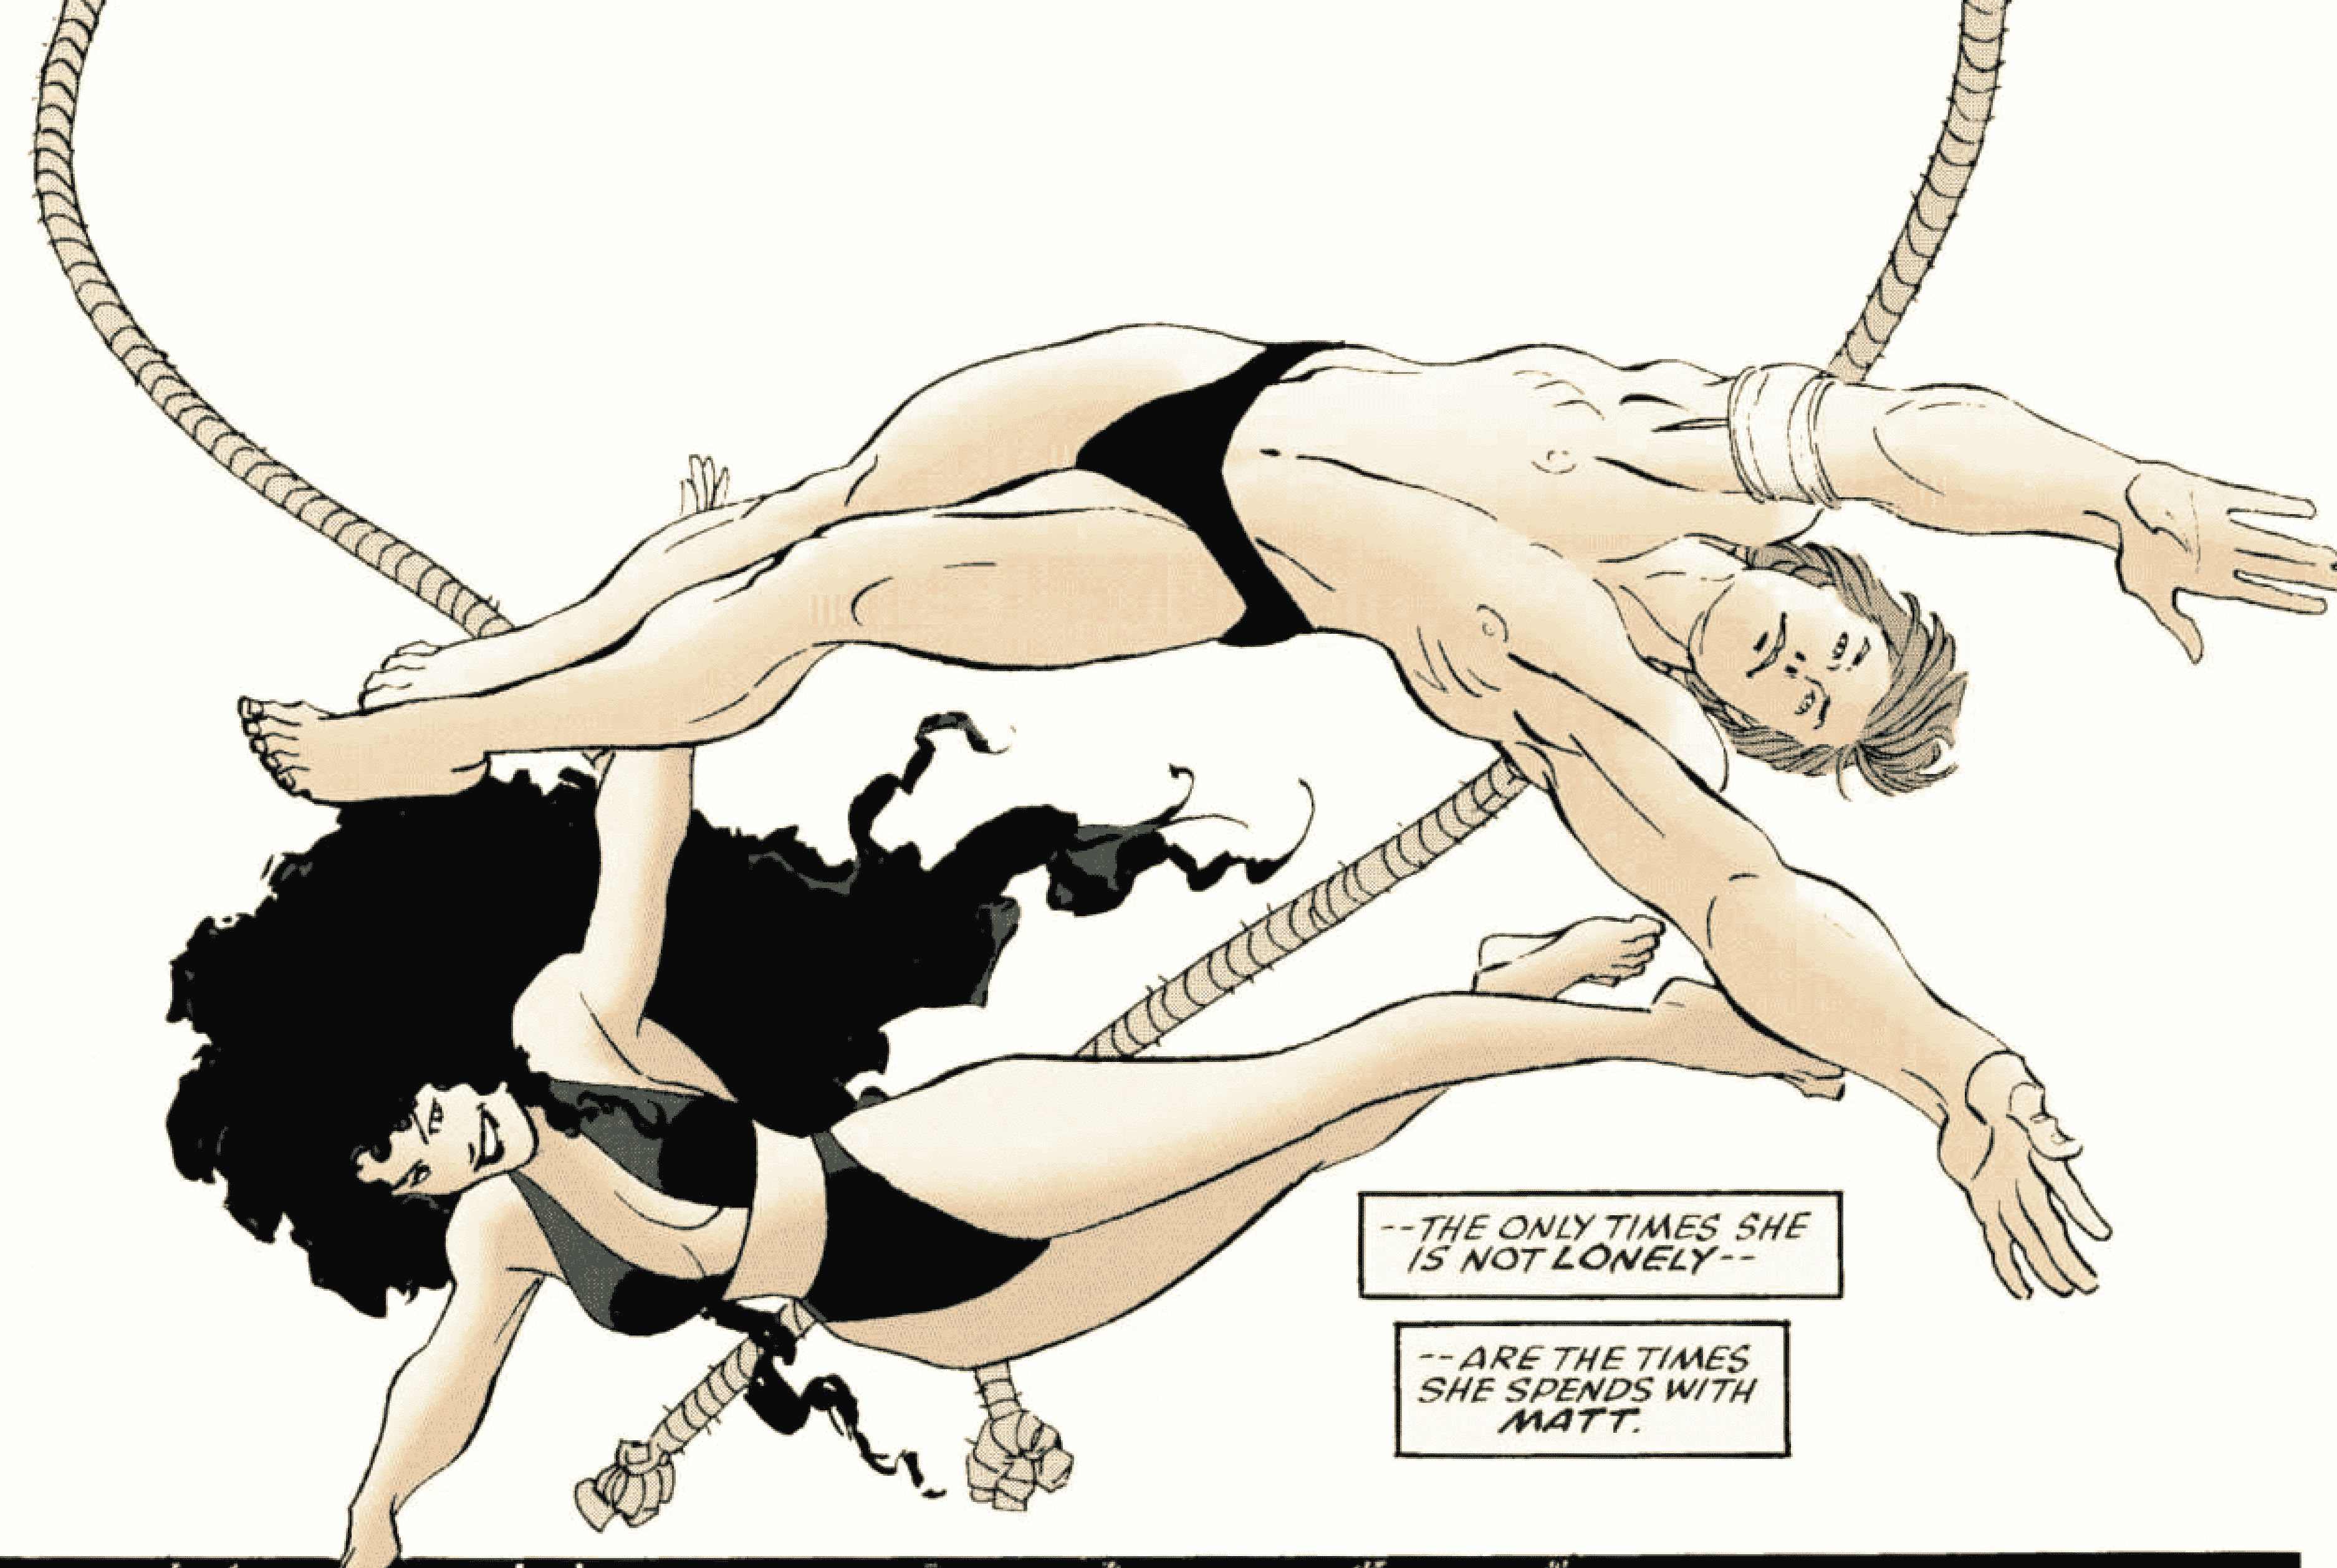 --THE ONLY TIMES SHE
IS NOT LONELY--
--ARE THE TIMES
SHE SPENDS WITH
MATT.